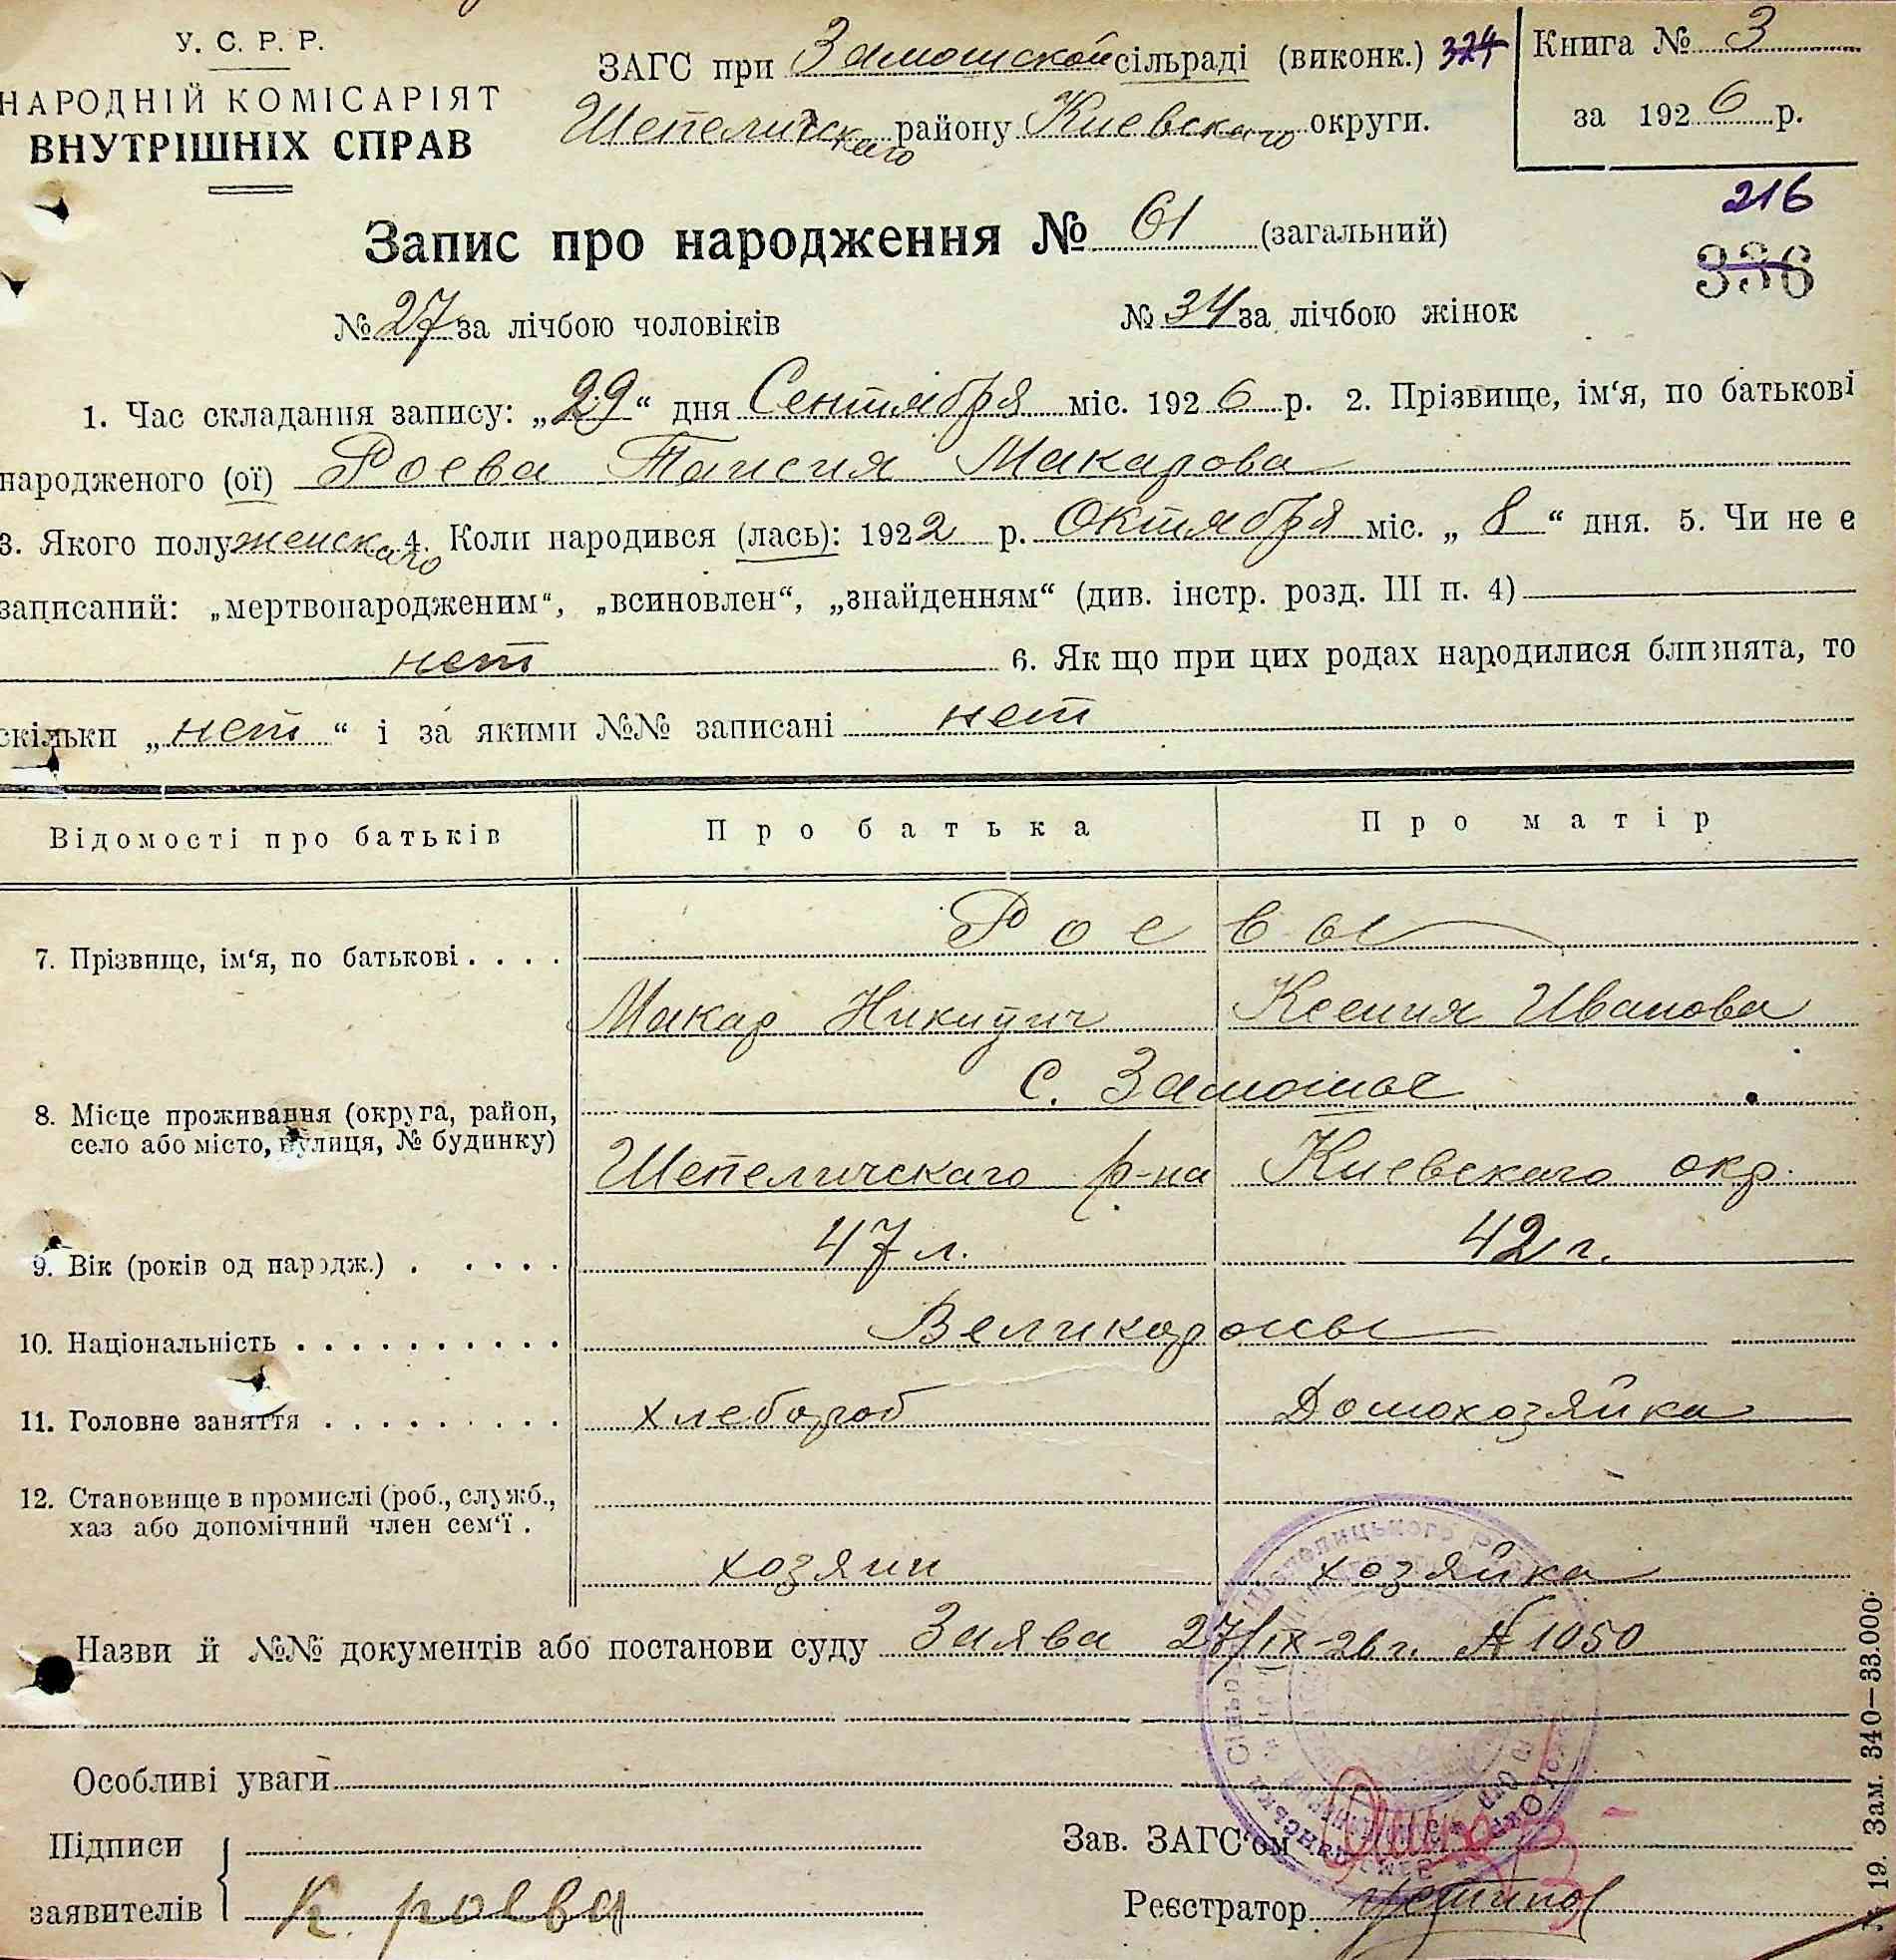 У. С. Р. Р.
НАРОДНІЙ КОМІСАРІЯТ
ВНУТРІШНІХ СПРАВ
ЗАГС при Замошской сільраді (виконк.) 324
Шепеличскаго району Киевскаго округи.
Книга № 3
за 1926 р.
216
336
Запис про народження № 61 (загальний)
№ 27 за лічбою чоловіків № 34 за лічбою жінок
1. Час складання запису: „29“ дня Сентября міс. 1926 р. 2. Прізвище, ім‘я, по батькові
народженого (ої) Роева Таисия Макарова
3. Якого полу женскаго 4. Коли народився (лась): 1922 р. Октября міс. „8“ дня. 5. Чи не є
записаний: „мертвонародженим“, „всиновлен“, „знайденням“ (див. інстр. розд. III п. 4)
нет 6. Як що при цих родах народилися близнята, то
скільки „нет“ і за якими №№ записані нет
Відомості про батьків Про батька Про матір
7. Прізвище, ім‘я, по батькові . . . . Роевы
Макар Никитич Ксения Иванова
С. Замошье
8. Місце проживання (округа, район,
село або місто, вулиця, № будинку)
Шепеличскаго р-на Киевскаго окр.
9. Вік (років од народж.) . . . . . 47 л. 42 г.
10. Національність . . . . . . . . . . Великоросы
11. Головне заняття . . . . . . . . . хлебороб Домохозяйка
12. Становище в промислі (роб., служб.,
хаз або допомічний член сем‘ї .
хозяин хозяйка
Назви й №№ документів або постанови суду Заява 27/IX-26 г. № 1050
Особливі уваги
Підписи
заявителів К. роева
Зав. ЗАГС‘ом
Реєстратор
19. Зам. 340—33.000.